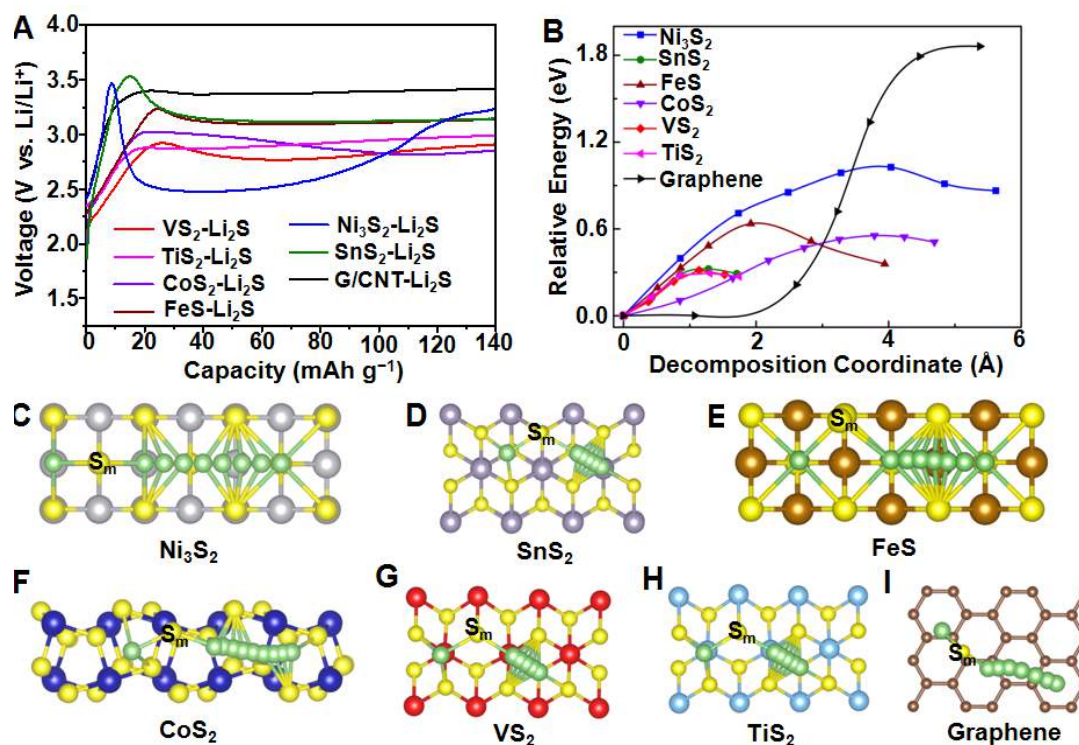 A
Voltage (V vs. Li/Li⁺)
4.0
3.5
3.0
2.5
2.0
1.5
VS₂-Li₂S
TiS₂-Li₂S
CoS₂-Li₂S
FeS-Li₂S
Ni₃S₂-Li₂S
SnS₂-Li₂S
G/CNT-Li₂S
0 20 40 60 80 100 120 140
Capacity (mAh g⁻¹)
B
Relative Energy (eV)
1.8
1.2
0.6
0.0
Ni₃S₂
SnS₂
FeS
CoS₂
VS₂
TiS₂
Graphene
0 2 4 6
Decomposition Coordinate (Å)
C
Sₘ
Ni₃S₂
D
Sₘ
SnS₂
E
Sₘ
FeS
F
Sₘ
CoS₂
G
Sₘ
VS₂
H
Sₘ
TiS₂
I
Sₘ
Graphene